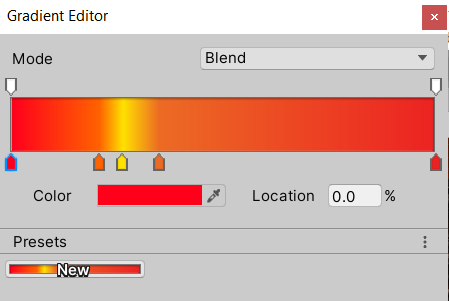 Gradient Editor
Mode Blend
Color Location 0.0 %
Presets
New